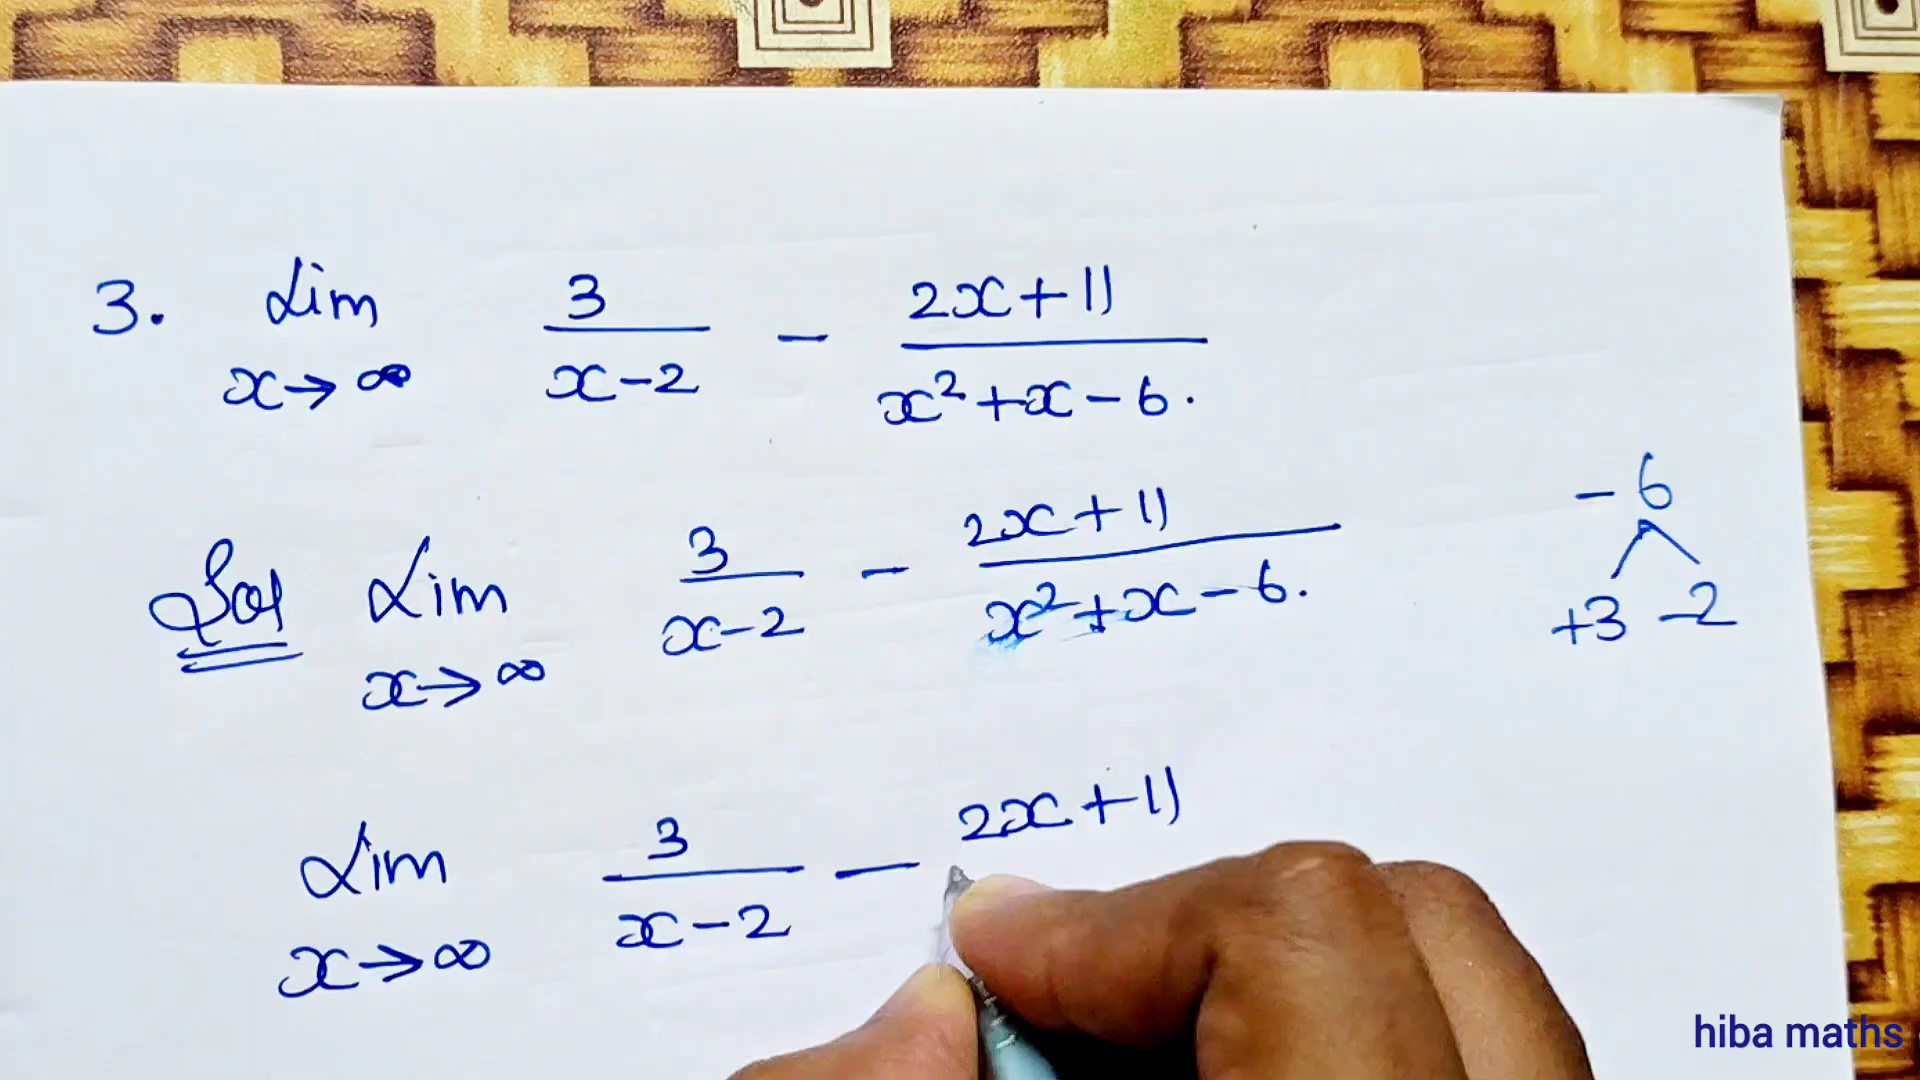 3. Lim 3/x-2 - 2x+11/x²+x-6.
x→∞
Sol Lim 3/x-2 - 2x+11/x²+x-6.
x→∞
-6
+3 -2
Lim 3/x-2 - 2x+11
x→∞
hiba maths